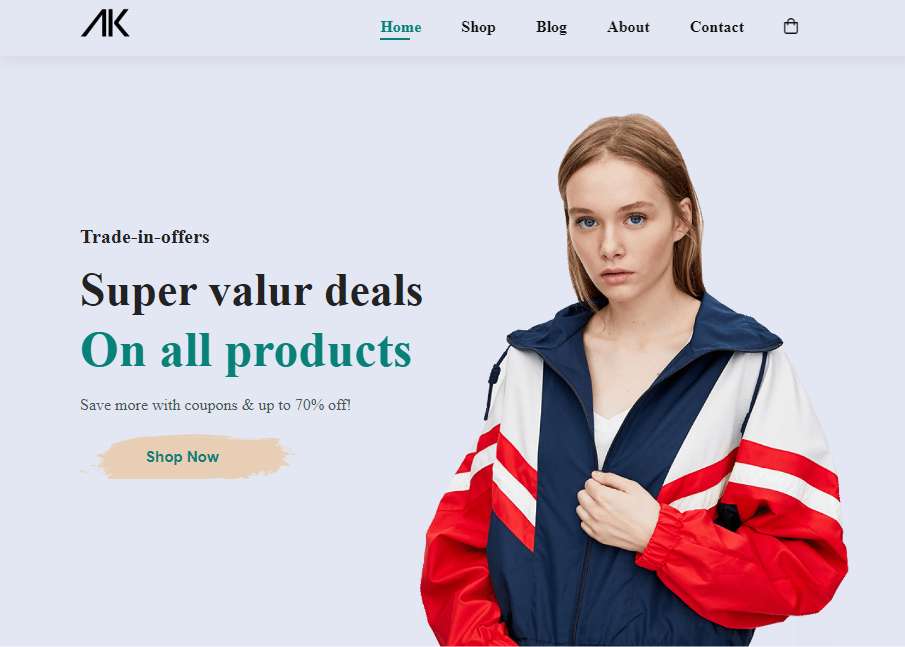 AK
Home Shop Blog About Contact
Trade-in-offers
Super valur deals
On all products
Save more with coupons & up to 70% off!
Shop Now